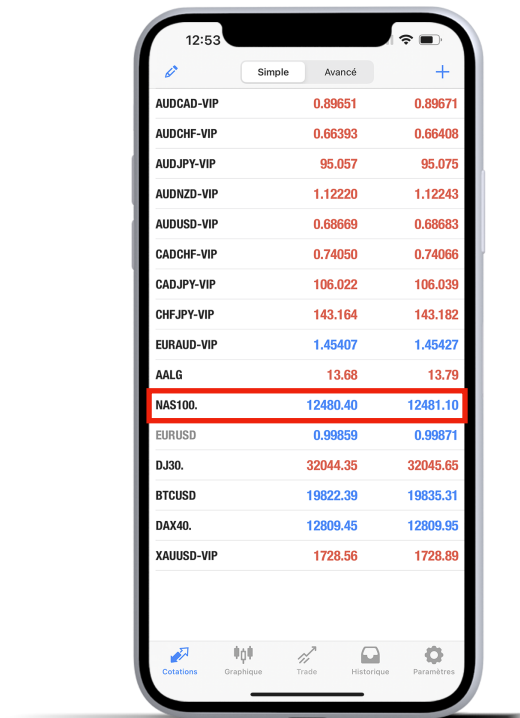 12:53
Simple Avancé
AUDCAD-VIP 0.89651 0.89671
AUDCHF-VIP 0.66393 0.66408
AUDJPY-VIP 95.057 95.075
AUDNZD-VIP 1.12220 1.12243
AUDUSD-VIP 0.68669 0.68683
CADCHF-VIP 0.74050 0.74066
CADJPY-VIP 106.022 106.039
CHFJPY-VIP 143.164 143.182
EURAUD-VIP 1.45407 1.45427
AALG 13.68 13.79
NAS100. 12480.40 12481.10
EURUSD 0.99859 0.99871
DJ30. 32044.35 32045.65
BTCUSD 19822.39 19835.31
DAX40. 12809.45 12809.95
XAUUSD-VIP 1728.56 1728.89
Cotations Graphique Trade Historique Paramètres